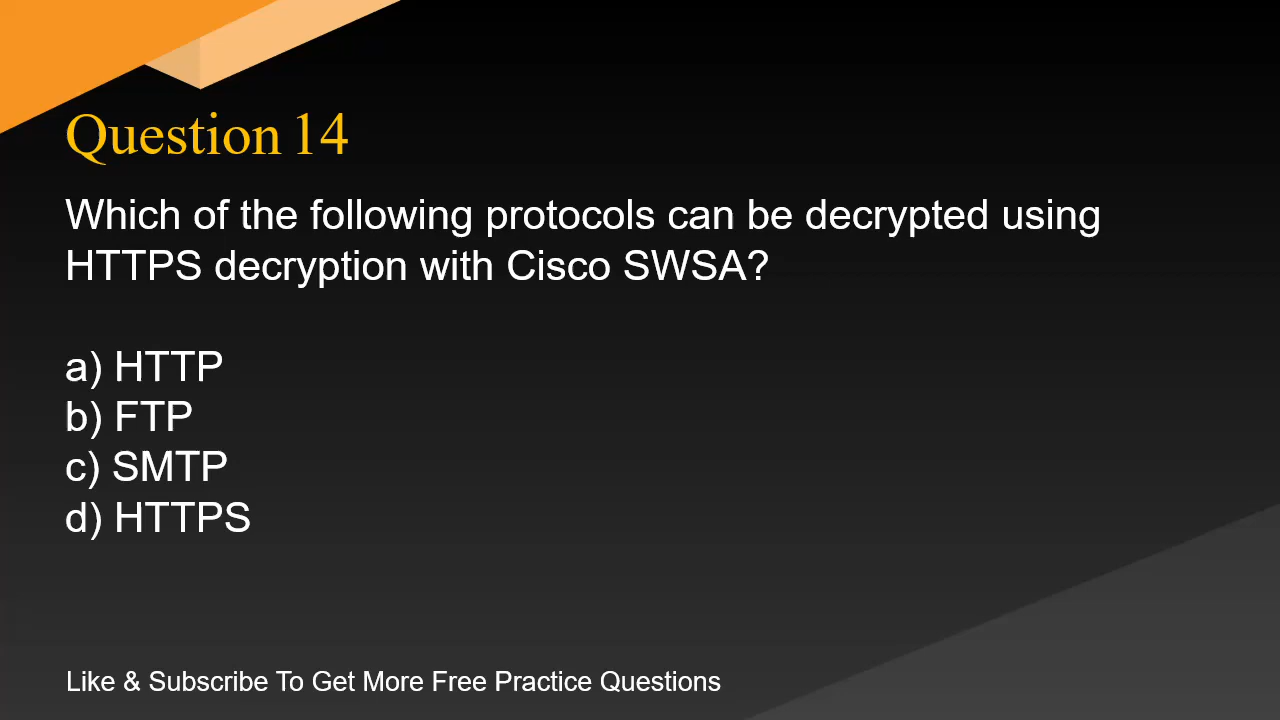 Question 14
Which of the following protocols can be decrypted using
HTTPS decryption with Cisco SWSA?
a) HTTP
b) FTP
c) SMTP
d) HTTPS
Like & Subscribe To Get More Free Practice Questions